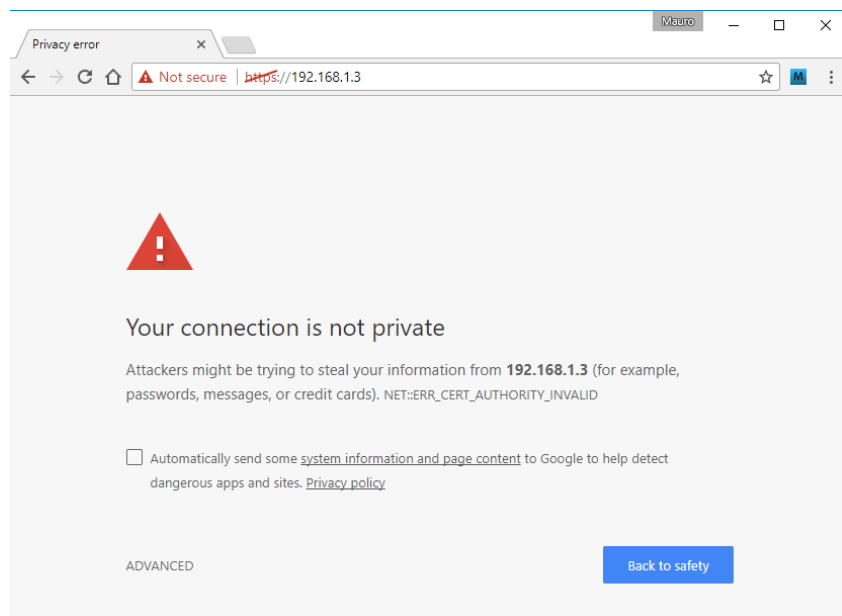 Mauro
Privacy error
Not secure | https://192.168.1.3
M
Your connection is not private
Attackers might be trying to steal your information from 192.168.1.3 (for example,
passwords, messages, or credit cards). NET::ERR_CERT_AUTHORITY_INVALID
Automatically send some system information and page content to Google to help detect
dangerous apps and sites. Privacy policy
ADVANCED
Back to safety